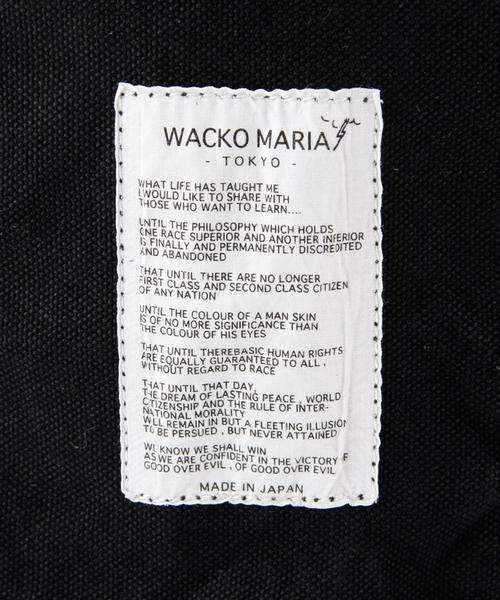 WACKO MARIA
- TOKYO -
WHAT LIFE HAS TAUGHT ME
I WOULD LIKE TO SHARE WITH
THOSE WHO WANT TO LEARN....
UNTIL THE PHILOSOPHY WHICH HOLDS
ONE RACE SUPERIOR AND ANOTHER INFERIOR
IS FINALLY AND PERMANENTLY DISCREDITED
AND ABANDONED
THAT UNTIL THERE ARE NO LONGER
FIRST CLASS AND SECOND CLASS CITIZEN
OF ANY NATION
UNTIL THE COLOUR OF A MAN SKIN
IS OF NO MORE SIGNIFICANCE THAN
THE COLOUR OF HIS EYES
THAT UNTIL THEREBASIC HUMAN RIGHTS
ARE EQUALLY GUARANTEED TO ALL ,
WITHOUT REGARD TO RACE
THAT UNTIL THAT DAY,
THE DREAM OF LASTING PEACE , WORLD
CTIZENSHIP AND THE RULE OF INTER-
NATIONAL MORALITY
WILL REMAIN IN BUT A FLEETING ILLUSION
TO BE PERSUED , BUT NEVER ATTAINED
WE KNOW WE SHALL WIN
AS WE ARE CONFIDENT IN THE VICTORY OF
GOOD OVER EVIL , OF GOOD OVER EVIL
MADE IN JAPAN